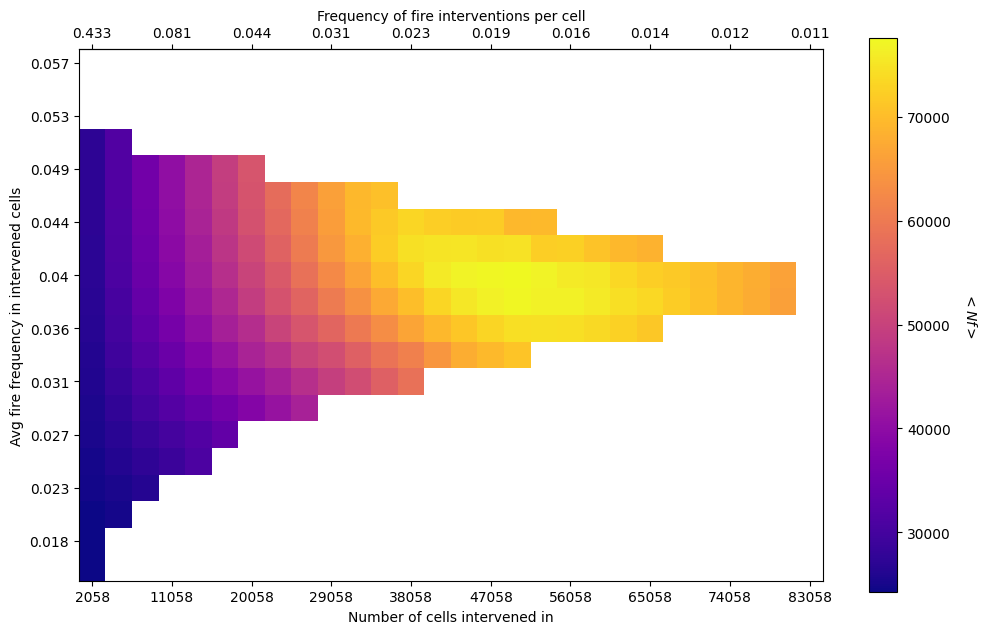 Frequency of fire interventions per cell
0.433 0.081 0.044 0.031 0.023 0.019 0.016 0.014 0.012 0.011
0.057
0.053
0.049
0.044
0.04
0.036
0.031
0.027
0.023
0.018
Avg fire frequency in intervened cells
2058 11058 20058 29058 38058 47058 56058 65058 74058 83058
Number of cells intervened in
70000
60000
50000
40000
30000
< Nf >